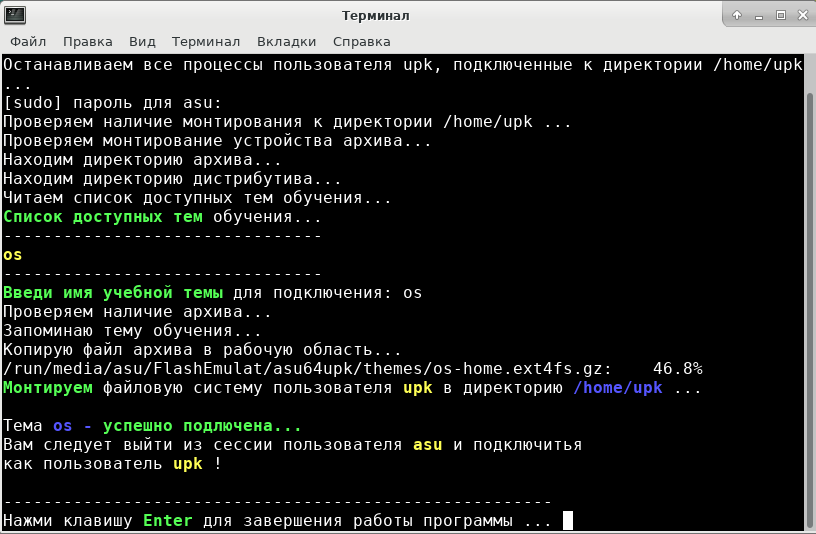 Терминал
Файл Правка Вид Терминал Вкладки Справка
Останавливаем все процессы пользователя upk, подключенные к директории /home/upk
...
[sudo] пароль для asu:
Проверяем наличие монтирования к директории /home/upk ...
Проверяем монтирование устройства архива...
Находим директорию архива...
Находим директорию дистрибутива...
Читаем список доступных тем обучения...
Список доступных тем обучения...
--------------------------------
os
--------------------------------
Введи имя учебной темы для подключения: os
Проверяем наличие архива...
Запоминаю тему обучения...
Копирую файл архива в рабочую область...
/run/media/asu/FlashEmulat/asu64upk/themes/os-home.ext4fs.gz:    46.8%
Монтируем файловую систему пользователя upk в директорию /home/upk ...
Тема os - успешно подлючена...
Вам следует выйти из сессии пользователя asu и подключитья
как пользователь upk !
-------------------------------------------------------
Нажми клавишу Enter для завершения работы программы ...